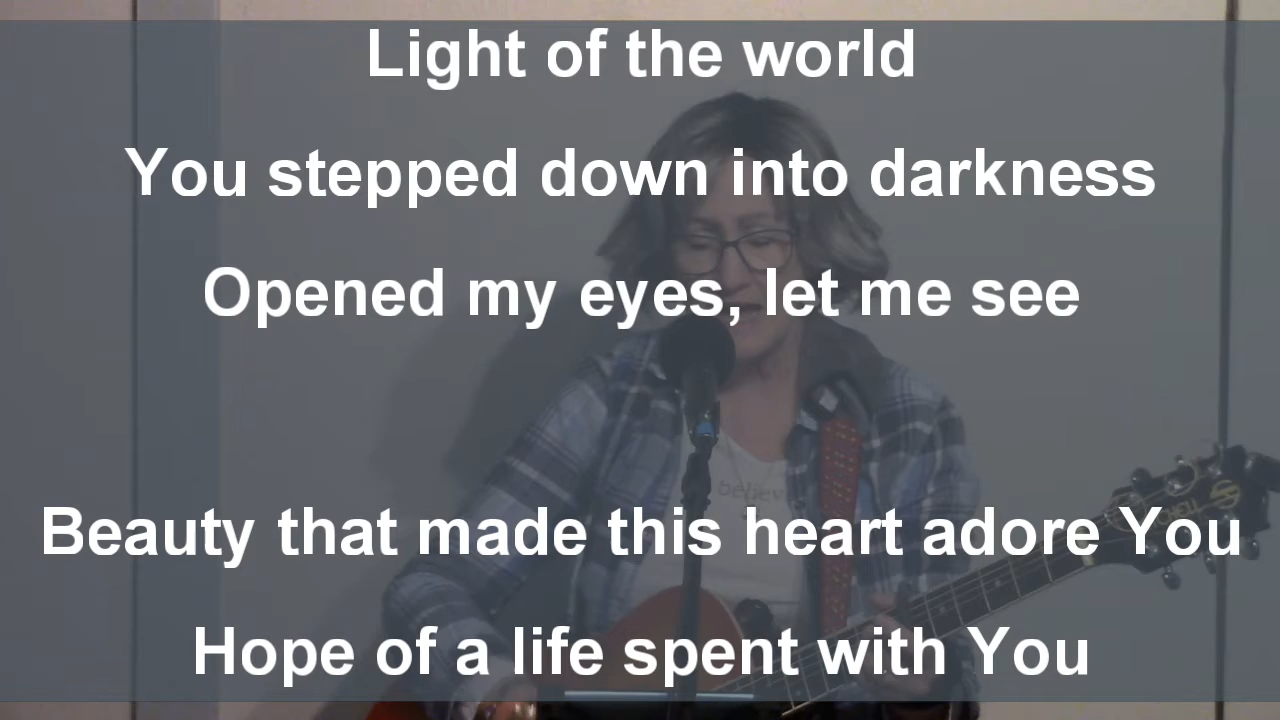 Light of the world
You stepped down into darkness
Opened my eyes, let me see
believ
Beauty that made this heart adore You
Hope of a life spent with You